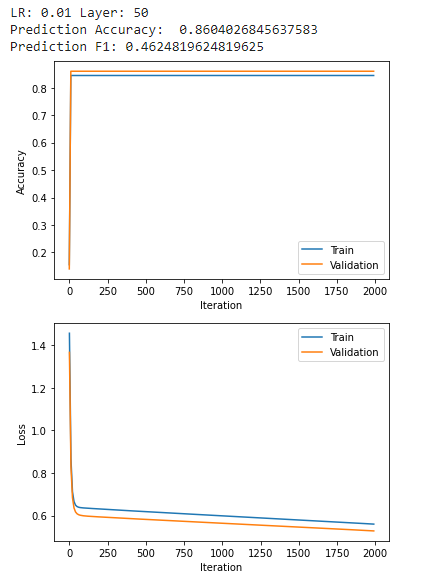 LR: 0.01 Layer: 50
Prediction Accuracy:  0.8604026845637583
Prediction F1: 0.4624819624819625
0.8
0.7
0.6
0.5
0.4
0.3
0.2
Accuracy
Train
Validation
0 250 500 750 1000 1250 1500 1750 2000
Iteration
1.4
1.2
1.0
0.8
0.6
Loss
Train
Validation
0 250 500 750 1000 1250 1500 1750 2000
Iteration